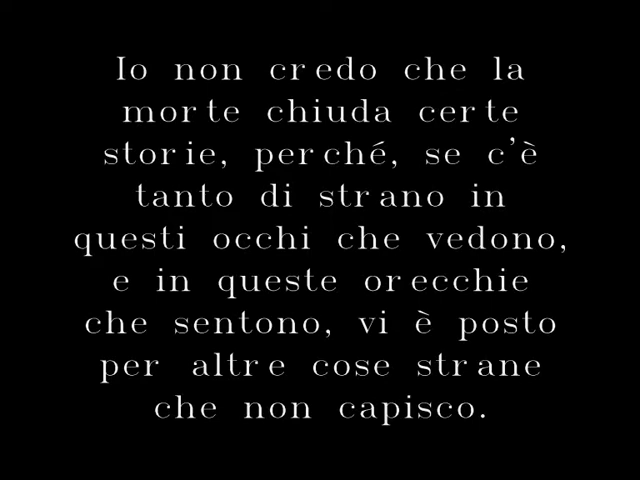 Io non credo che la
morte chiuda certe
storie, perché, se c'è
tanto di strano in
questi occhi che vedono,
e in queste orecchie
che sentono, vi è posto
per altre cose strane
che non capisco.